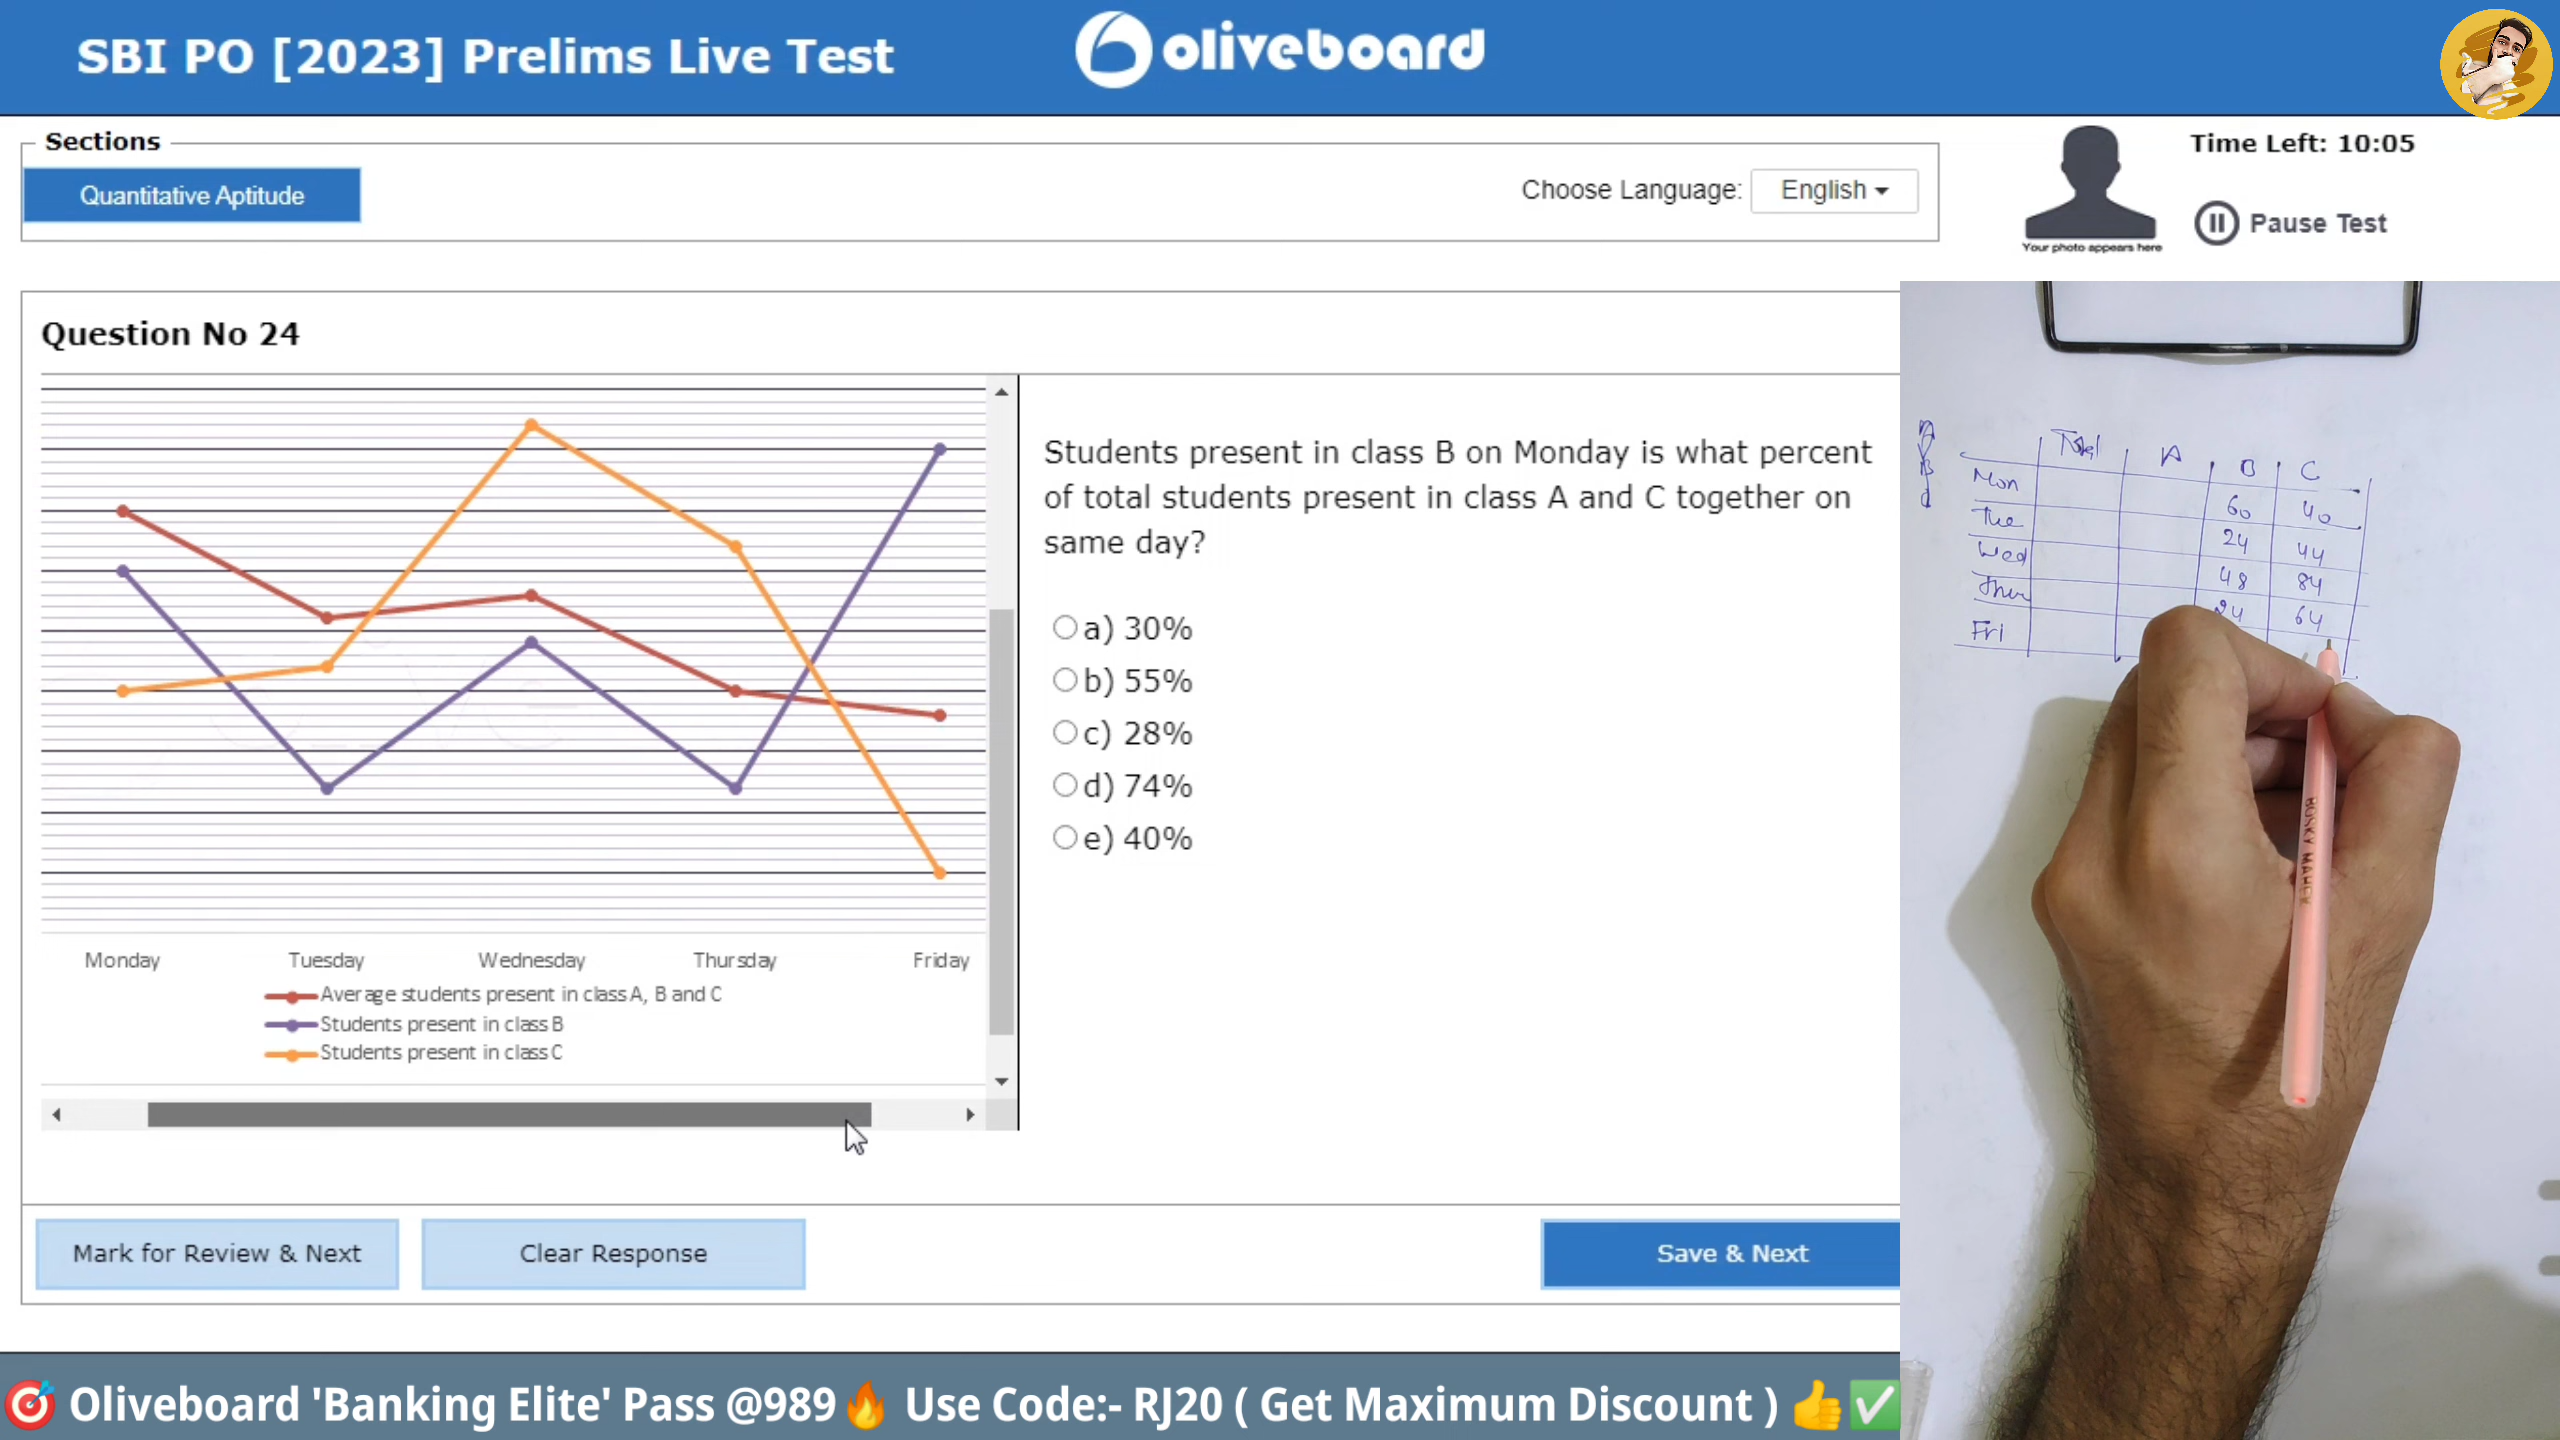 SBI PO [2023] Prelims Live Test
oliveboard
Sections
Quantitative Aptitude
Choose Language:
English
Your photo appears here
Time Left: 10:05
Pause Test
Question No 24
Monday
Tuesday
Wednesday
Thursday
Friday
Average students present in class A, B and C
Students present in class B
Students present in class C
Students present in class B on Monday is what percent
of total students present in class A and C together on
same day?
a) 30%
b) 55%
c) 28%
d) 74%
e) 40%
Mark for Review & Next
Clear Response
Save & Next
A B C
Mon 60 40
Tue 24 44
Wed 48 84
Thur 24 64
Fri
Oliveboard 'Banking Elite' Pass @989🔥 Use Code:- RJ20 ( Get Maximum Discount ) 👍✅